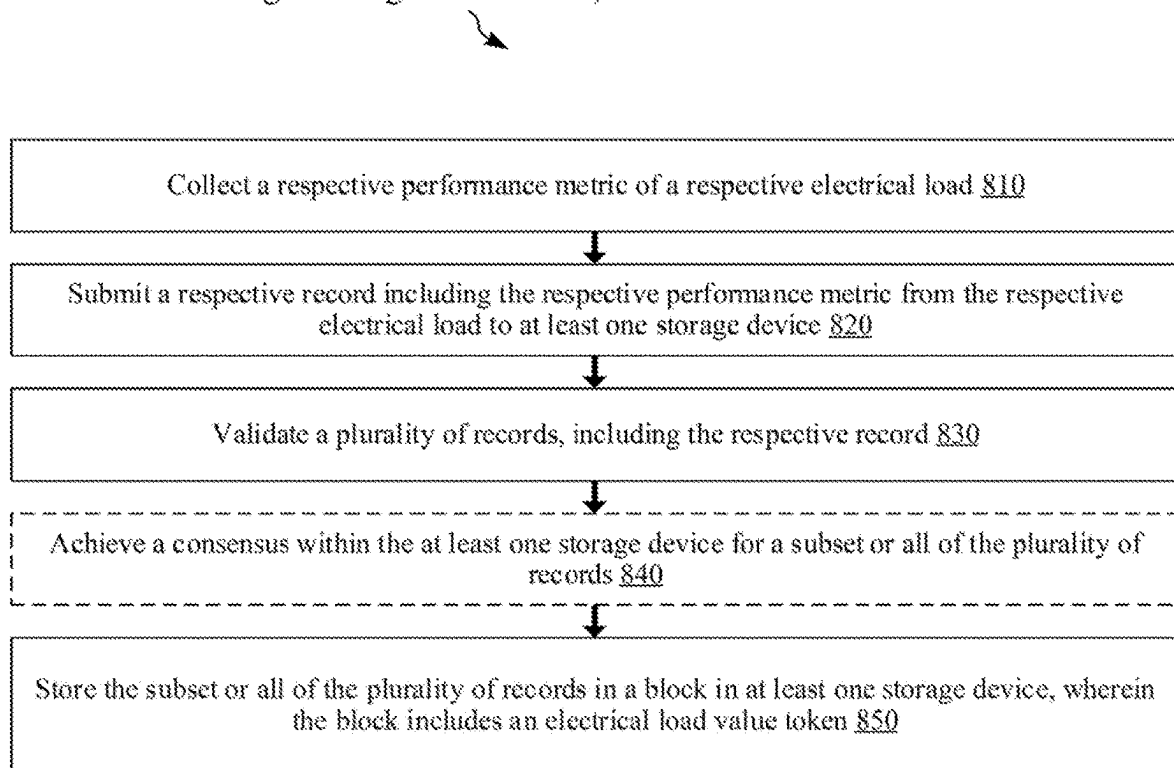 Collect a respective performance metric of a respective electrical load 810
Submit a respective record including the respective performance metric from the respective
electrical load to at least one storage device 820
Validate a plurality of records, including the respective record 830
Achieve a consensus within the at least one storage device for a subset or all of the plurality of
records 840
Store the subset or all of the plurality of records in a block in at least one storage device, wherein
the block includes an electrical load value token 850